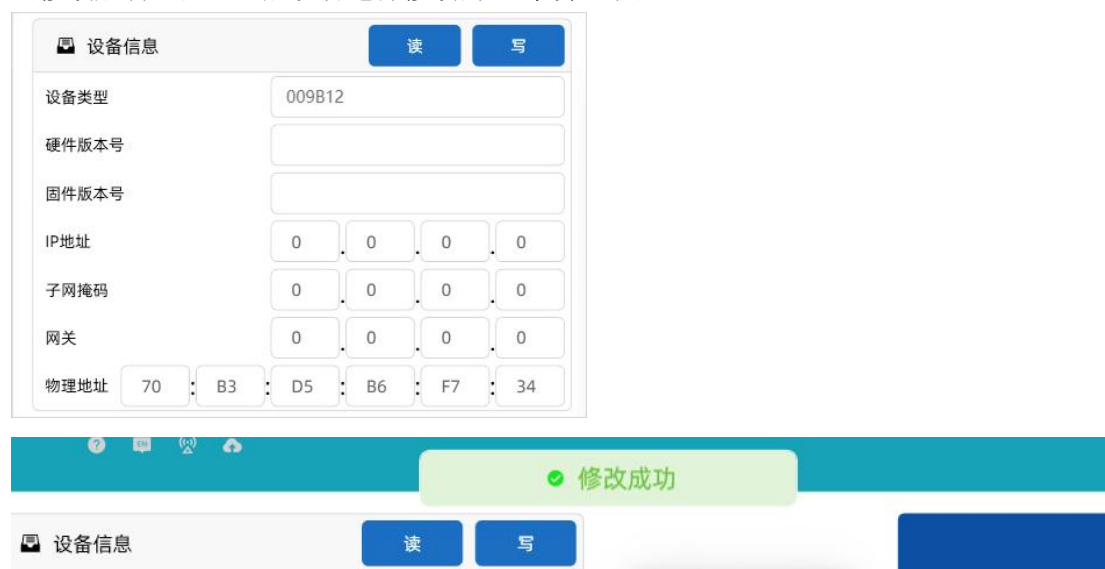 设备信息 读 写
设备类型 009B12
硬件版本号
固件版本号
IP地址 0 . 0 . 0 . 0
子网掩码 0 . 0 . 0 . 0
网关 0 . 0 . 0 . 0
物理地址 70 : B3 : D5 : B6 : F7 : 34
? EN
修改成功
设备信息 读 写